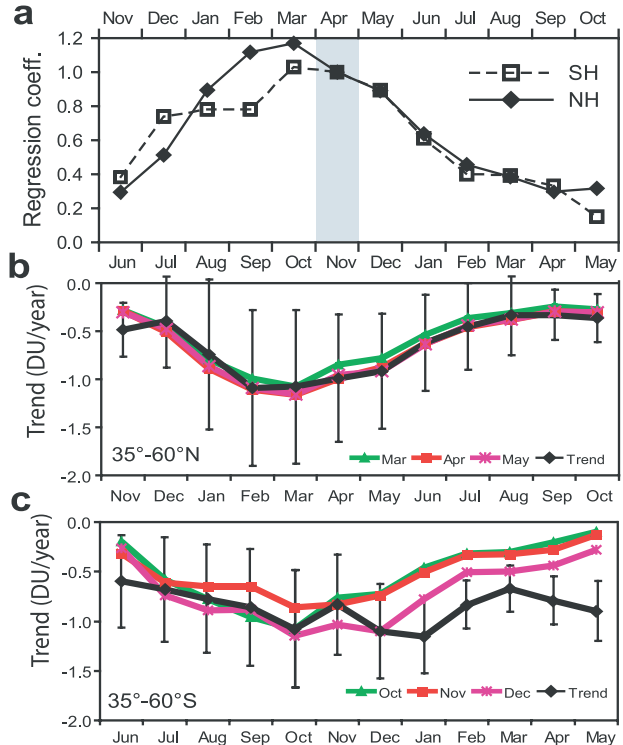 a
Nov Dec Jan Feb Mar Apr May Jun Jul Aug Sep Oct
Regression coeff.
1.2
1.0
0.8
0.6
0.4
0.2
0.0
SH
NH
Jun Jul Aug Sep Oct Nov Dec Jan Feb Mar Apr May
b
Trend (DU/year)
0.0
-0.5
-1.0
-1.5
-2.0
35°-60°N
Mar Apr May Trend
Nov Dec Jan Feb Mar Apr May Jun Jul Aug Sep Oct
c
Trend (DU/year)
0.0
-0.5
-1.0
-1.5
-2.0
35°-60°S
Oct Nov Dec Trend
Jun Jul Aug Sep Oct Nov Dec Jan Feb Mar Apr May